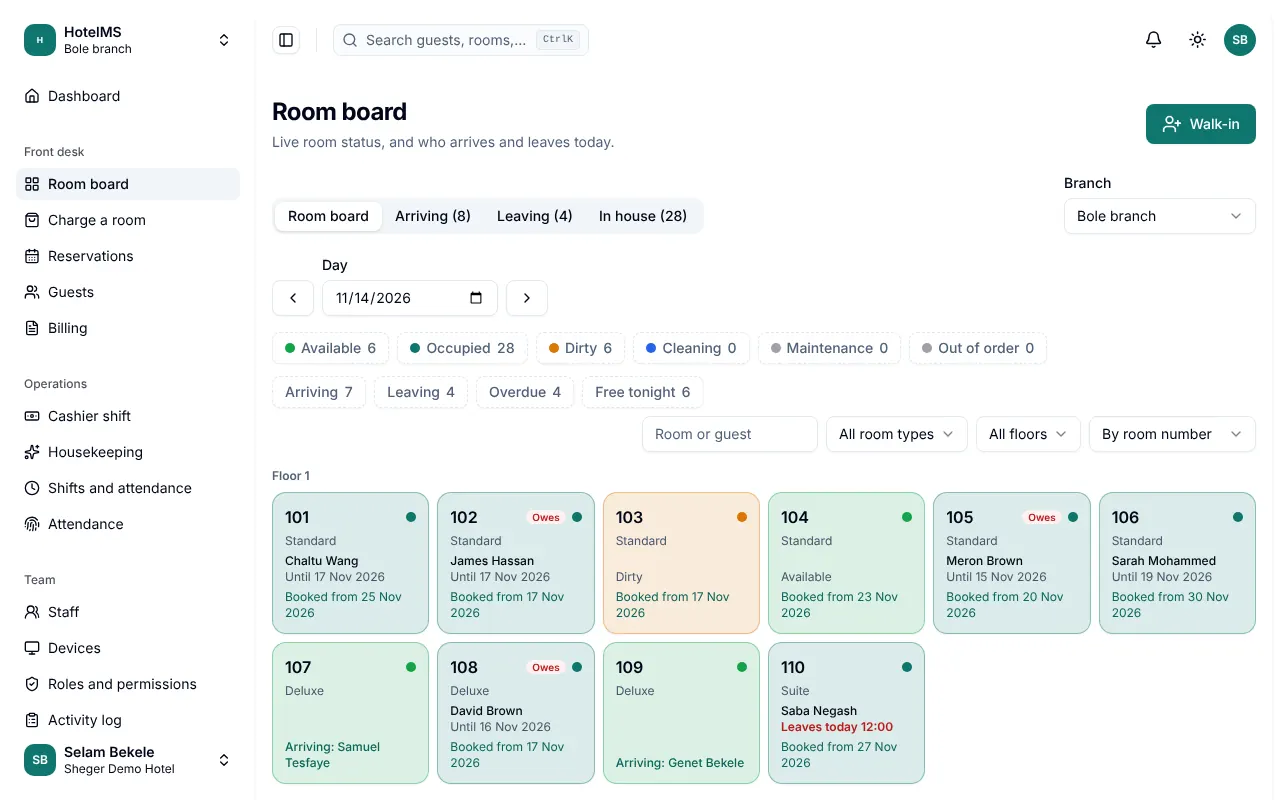 H
HotelMS
Bole branch
Dashboard
Front desk
Room board
Charge a room
Reservations
Guests
Billing
Operations
Cashier shift
Housekeeping
Shifts and attendance
Attendance
Team
Staff
Devices
Roles and permissions
Activity log
SB
Selam Bekele
Sheger Demo Hotel
Search guests, rooms,... CtrlK
SB
Room board
Live room status, and who arrives and leaves today.
Walk-in
Branch
Bole branch
Room board Arriving (8) Leaving (4) In house (28)
Day
11/14/2026
Available 6 Occupied 28 Dirty 6 Cleaning 0 Maintenance 0 Out of order 0
Arriving 7 Leaving 4 Overdue 4 Free tonight 6
Room or guest All room types All floors By room number
Floor 1
101
Standard
Chaltu Wang
Until 17 Nov 2026
Booked from 25 Nov
2026
102 Owes
Standard
James Hassan
Until 17 Nov 2026
Booked from 17 Nov
2026
103
Standard
Dirty
Booked from 17 Nov
2026
104
Standard
Available
Booked from 23 Nov
2026
105 Owes
Standard
Meron Brown
Until 15 Nov 2026
Booked from 20 Nov
2026
106
Standard
Sarah Mohammed
Until 19 Nov 2026
Booked from 30 Nov
2026
107
Deluxe
Arriving: Samuel
Tesfaye
108 Owes
Deluxe
David Brown
Until 16 Nov 2026
Booked from 17 Nov
2026
109
Deluxe
Arriving: Genet Bekele
110
Suite
Saba Negash
Leaves today 12:00
Booked from 27 Nov
2026